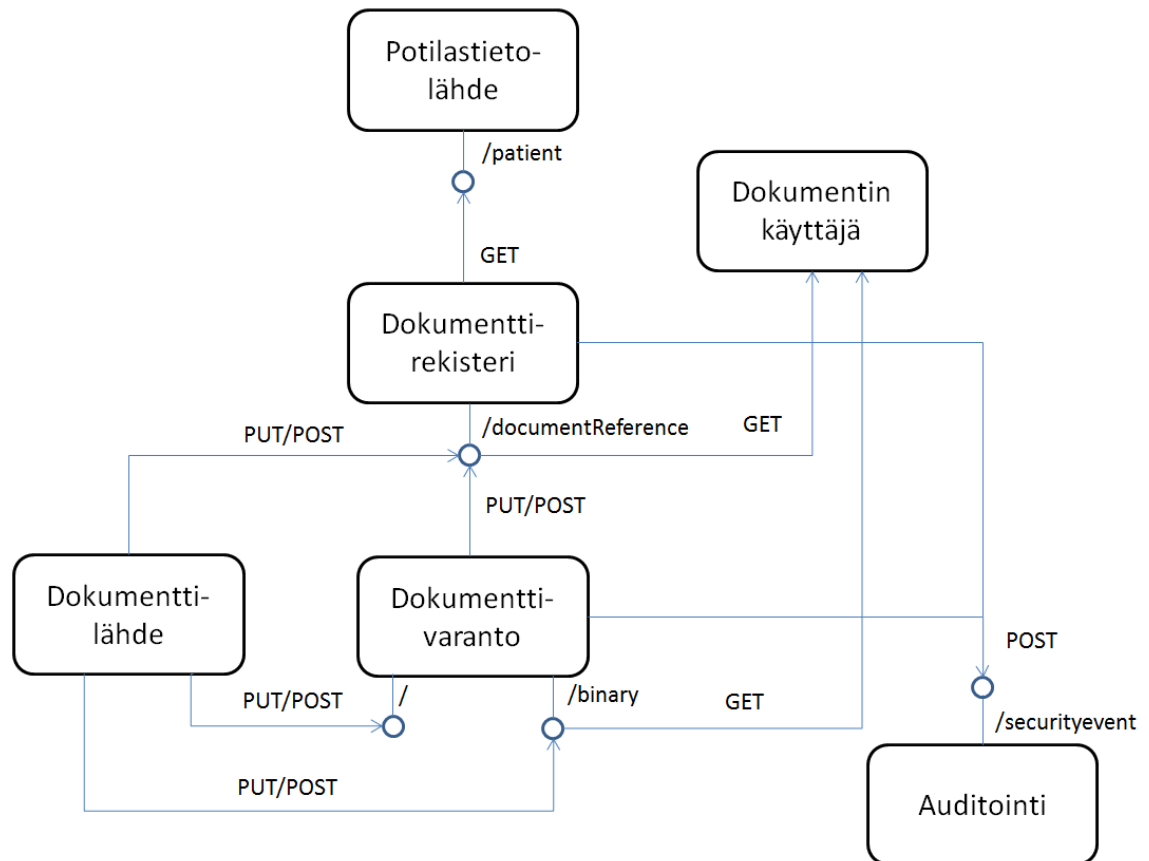 Potilastieto-
lähde
/patient
Dokumentin
käyttäjä
GET
Dokumentti-
rekisteri
/documentReference
GET
PUT/POST
PUT/POST
Dokumentti-
lähde
Dokumentti-
varanto
POST
PUT/POST
/
/binary
GET
/securityevent
PUT/POST
Auditointi